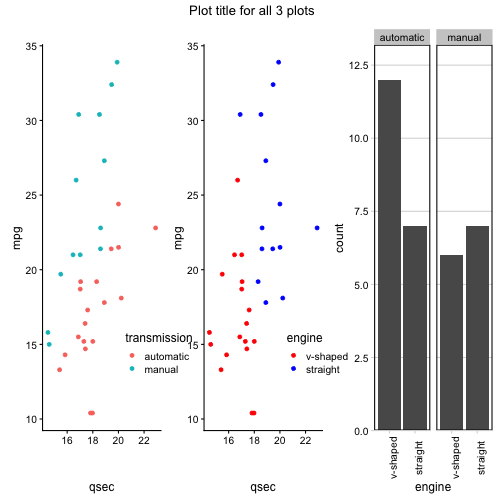 Plot title for all 3 plots
35
30
25
20
15
10
mpg
16 18 20 22
qsec
transmission
automatic
manual
35
30
25
20
15
10
mpg
16 18 20 22
qsec
engine
v-shaped
straight
automatic manual
12.5
10.0
7.5
5.0
2.5
0.0
count
v-shaped straight v-shaped straight
engine